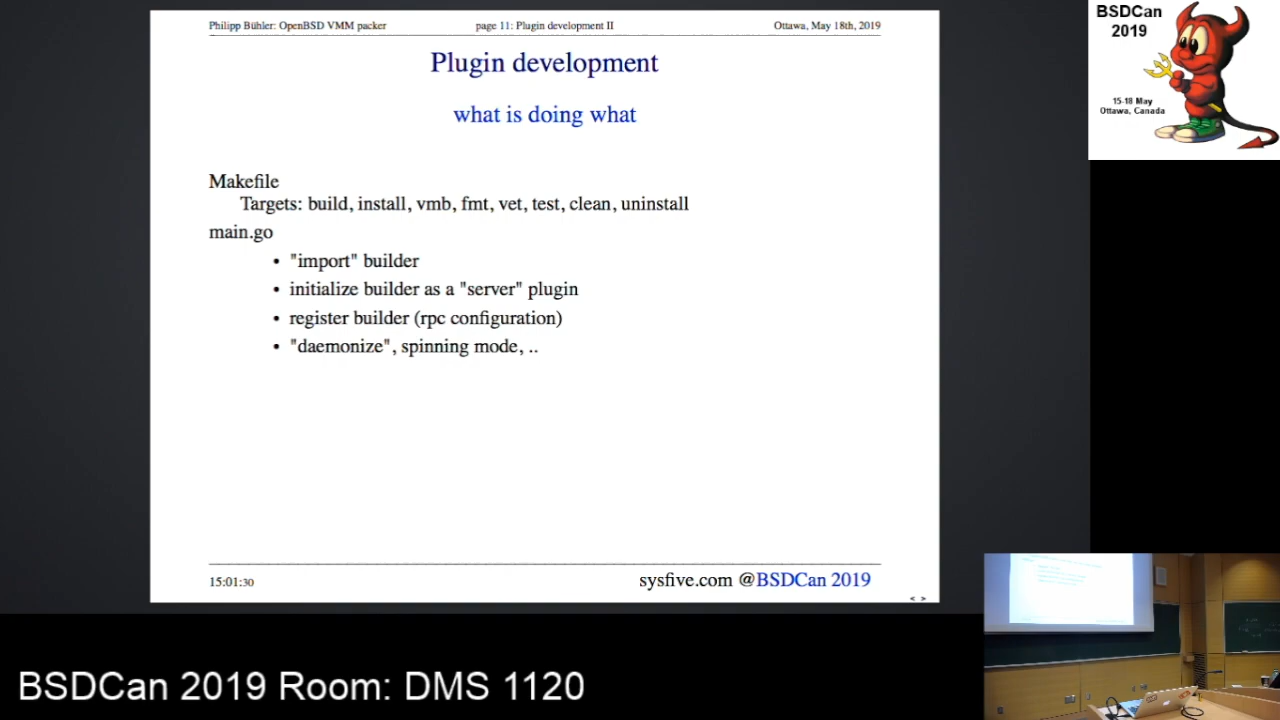 Philipp Bühler: OpenBSD VMM packer page 11: Plugin development II Ottawa, May 18th, 2019
Plugin development
what is doing what
Makefile
Targets: build, install, vmb, fmt, vet, test, clean, uninstall
main.go
• "import" builder
• initialize builder as a "server" plugin
• register builder (rpc configuration)
• "daemonize", spinning mode, ..
15:01:30 sysfive.com @BSDCan 2019
< >
BSDCan
2019
15-18 May
Ottawa, Canada
BSDCan 2019 Room: DMS 1120